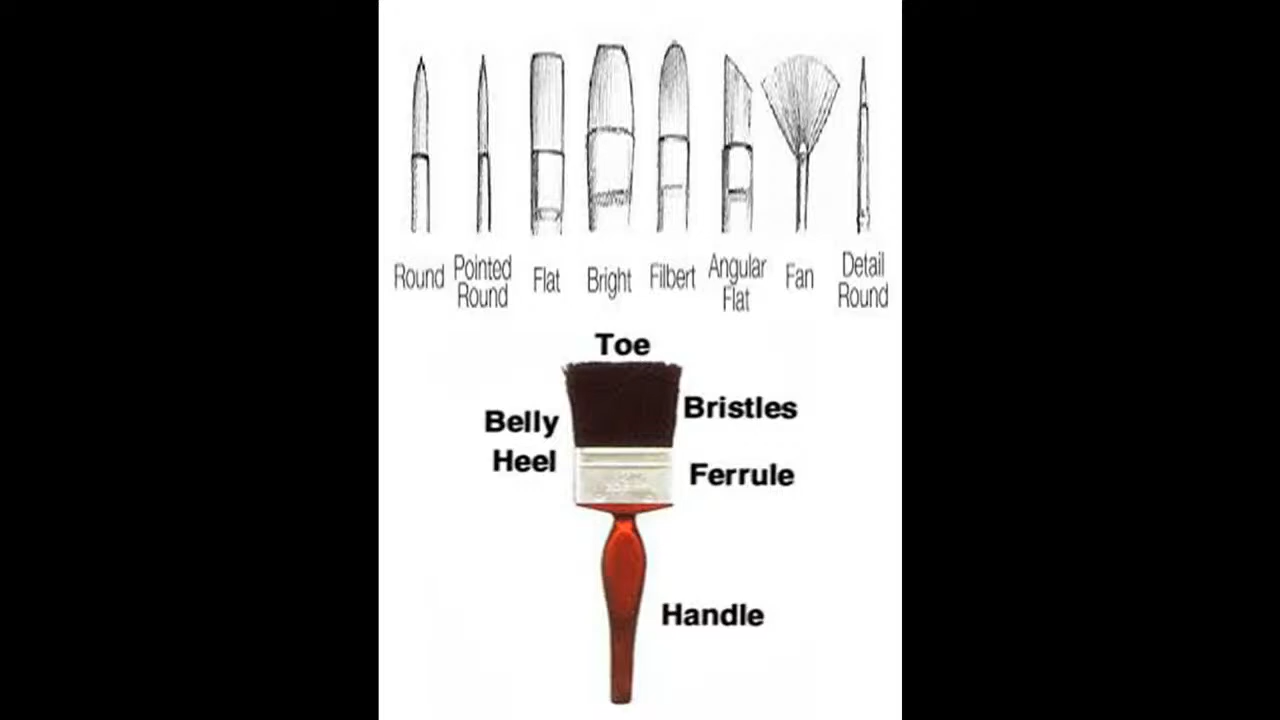 Round
Pointed
Round
Flat
Bright
Filbert
Angular
Flat
Fan
Detail
Round
Toe
Belly
Bristles
Heel
Ferrule
Handle